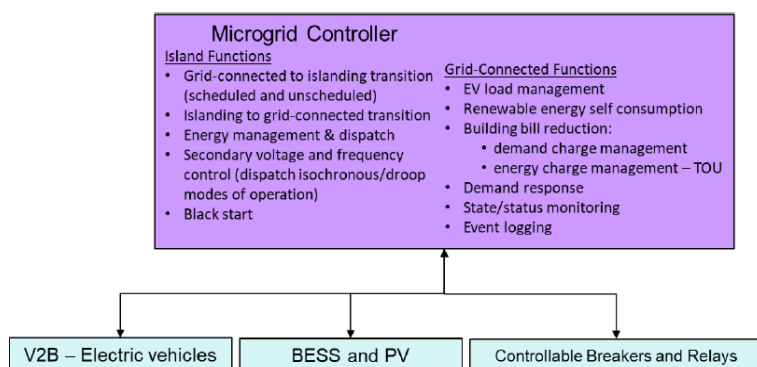 Microgrid Controller
Island Functions
• Grid-connected to islanding transition
(scheduled and unscheduled)
• Islanding to grid-connected transition
• Energy management & dispatch
• Secondary voltage and frequency
control (dispatch isochronous/droop
modes of operation)
• Black start
Grid-Connected Functions
• EV load management
• Renewable energy self consumption
• Building bill reduction:
• demand charge management
• energy charge management – TOU
• Demand response
• State/status monitoring
• Event logging
V2B – Electric vehicles
BESS and PV
Controllable Breakers and Relays